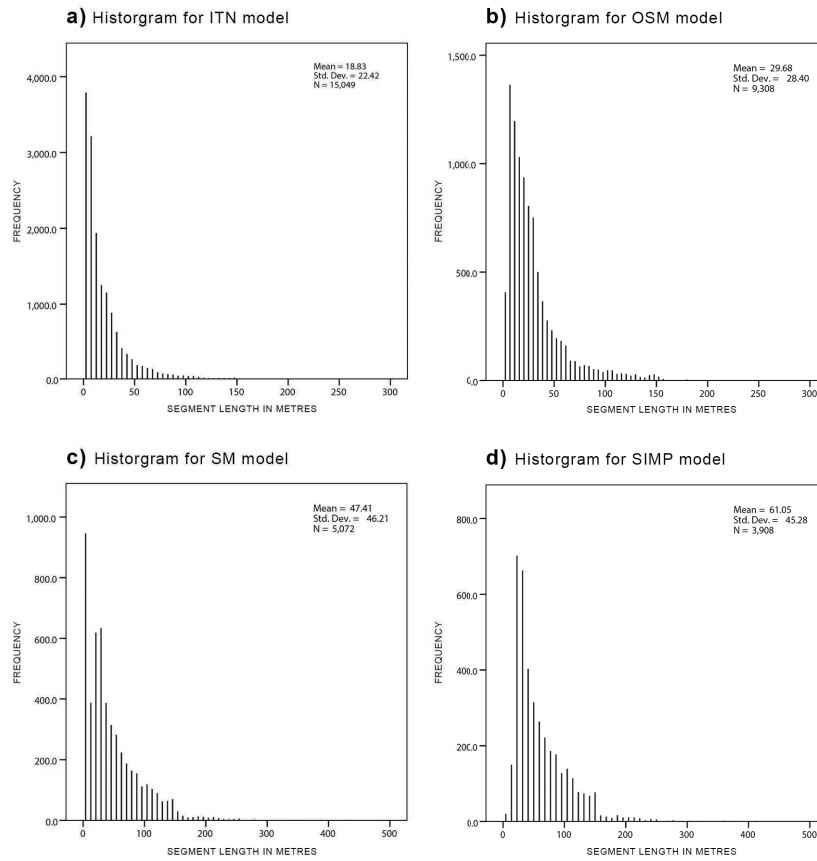 a) Historgram for ITN model
Mean = 18.83
Std. Dev. = 22.42
N = 15,049
FREQUENCY
4,000.0
3,000.0
2,000.0
1,000.0
0.0
0 100 200 300
SEGMENT LENGTH IN METRES
b) Historgram for OSM model
Mean = 29.68
Std. Dev. = 28.40
N = 9,308
FREQUENCY
1,500.0
1,000.0
500.0
0.0
0 50 100 150 200 250 300
SEGMENT LENGTH IN METRES
c) Historgram for SM model
Mean = 47.41
Std. Dev. = 46.21
N = 5,072
FREQUENCY
1,000.0
800.0
600.0
400.0
200.0
0.0
0 100 200 300 400 500
SEGMENT LENGTH IN METRES
d) Historgram for SIMP model
Mean = 61.05
Std. Dev. = 45.28
N = 3,908
FREQUENCY
800.0
600.0
400.0
200.0
0.0
0 100 200 300 400 500
SEGMENT LENGTH IN METRES